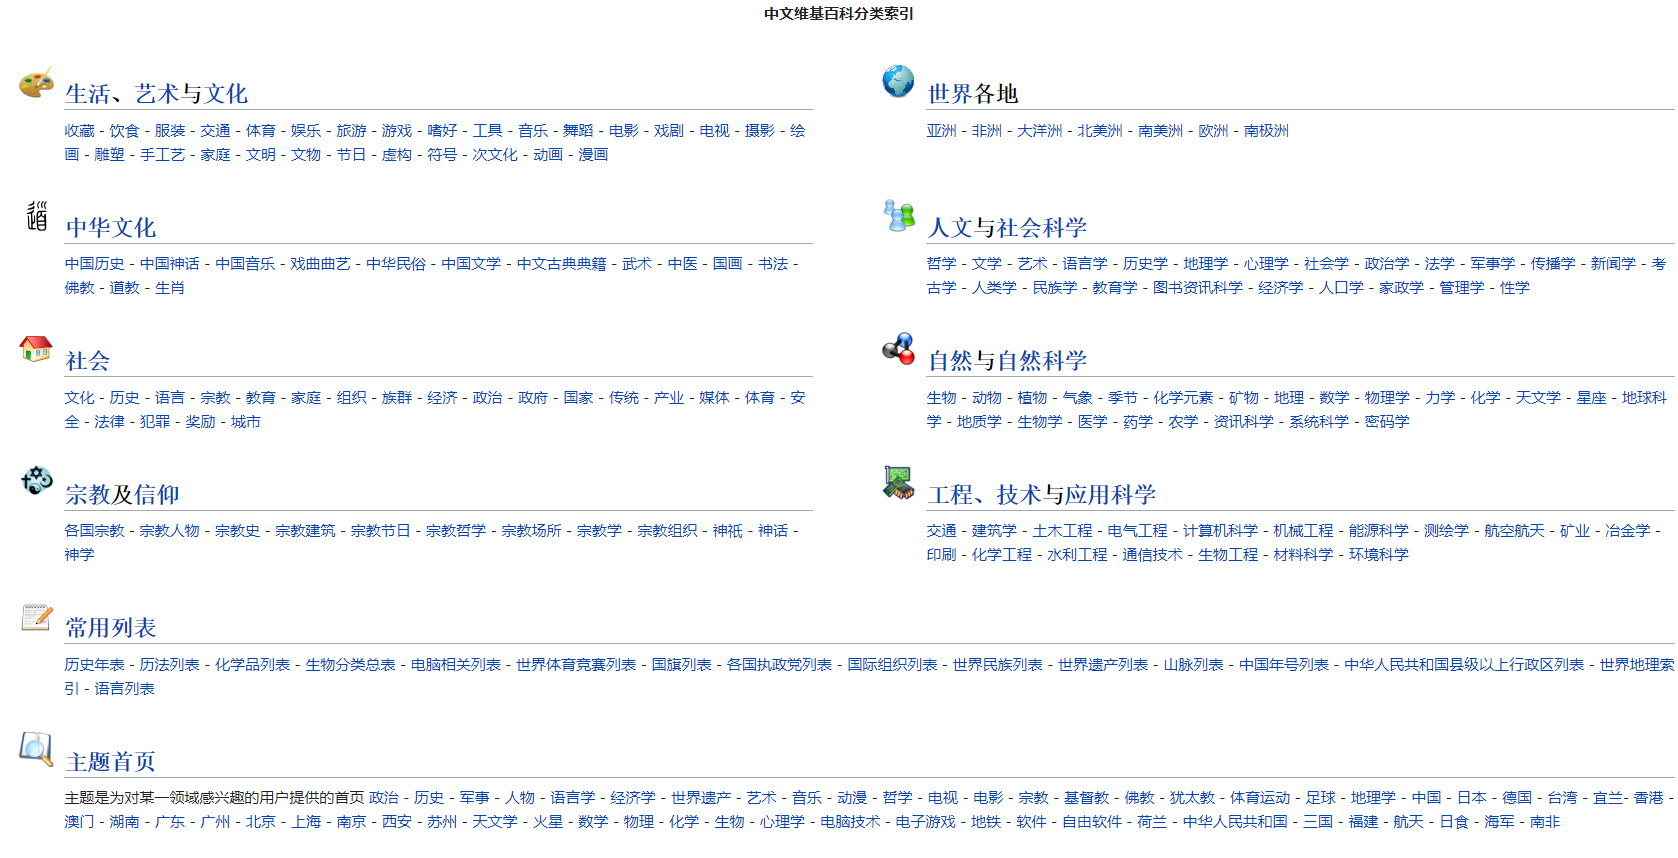 中文维基百科分类索引
生活、艺术与文化
收藏 - 饮食 - 服装 - 交通 - 体育 - 娱乐 - 旅游 - 游戏 - 嗜好 - 工具 - 音乐 - 舞蹈 - 电影 - 戏剧 - 电视 - 摄影 - 绘
画 - 雕塑 - 手工艺 - 家庭 - 文明 - 文物 - 节日 - 虚构 - 符号 - 次文化 - 动画 - 漫画
世界各地
亚洲 - 非洲 - 大洋洲 - 北美洲 - 南美洲 - 欧洲 - 南极洲
中华文化
中国历史 - 中国神话 - 中国音乐 - 戏曲曲艺 - 中华民俗 - 中国文学 - 中文古典典籍 - 武术 - 中医 - 国画 - 书法 -
佛教 - 道教 - 生肖
人文与社会科学
哲学 - 文学 - 艺术 - 语言学 - 历史学 - 地理学 - 心理学 - 社会学 - 政治学 - 法学 - 军事学 - 传播学 - 新闻学 - 考
古学 - 人类学 - 民族学 - 教育学 - 图书资讯科学 - 经济学 - 人口学 - 家政学 - 管理学 - 性学
社会
文化 - 历史 - 语言 - 宗教 - 教育 - 家庭 - 组织 - 族群 - 经济 - 政治 - 政府 - 国家 - 传统 - 产业 - 媒体 - 体育 - 安
全 - 法律 - 犯罪 - 奖励 - 城市
自然与自然科学
生物 - 动物 - 植物 - 气象 - 季节 - 化学元素 - 矿物 - 地理 - 数学 - 物理学 - 力学 - 化学 - 天文学 - 星座 - 地球科
学 - 地质学 - 生物学 - 医学 - 药学 - 农学 - 资讯科学 - 系统科学 - 密码学
宗教及信仰
各国宗教 - 宗教人物 - 宗教史 - 宗教建筑 - 宗教节日 - 宗教哲学 - 宗教场所 - 宗教学 - 宗教组织 - 神祇 - 神话 -
神学
工程、技术与应用科学
交通 - 建筑学 - 土木工程 - 电气工程 - 计算机科学 - 机械工程 - 能源科学 - 测绘学 - 航空航天 - 矿业 - 冶金学 -
印刷 - 化学工程 - 水利工程 - 通信技术 - 生物工程 - 材料科学 - 环境科学
常用列表
历史年表 - 历法列表 - 化学品列表 - 生物分类总表 - 电脑相关列表 - 世界体育竞赛列表 - 国旗列表 - 各国执政党列表 - 国际组织列表 - 世界民族列表 - 世界遗产列表 - 山脉列表 - 中国年号列表 - 中华人民共和国县级以上行政区列表 - 世界地理索
引 - 语言列表
主题首页
主题是为对某一领域感兴趣的用户提供的首页 政治 - 历史 - 军事 - 人物 - 语言学 - 经济学 - 世界遗产 - 艺术 - 音乐 - 动漫 - 哲学 - 电视 - 电影 - 宗教 - 基督教 - 佛教 - 犹太教 - 体育运动 - 足球 - 地理学 - 中国 - 日本 - 德国 - 台湾 - 宜兰- 香港 -
澳门 - 湖南 - 广东 - 广州 - 北京 - 上海 - 南京 - 西安 - 苏州 - 天文学 - 火星 - 数学 - 物理 - 化学 - 生物 - 心理学 - 电脑技术 - 电子游戏 - 地铁 - 软件 - 自由软件 - 荷兰 - 中华人民共和国 - 三国 - 福建 - 航天 - 日食 - 海军 - 南非